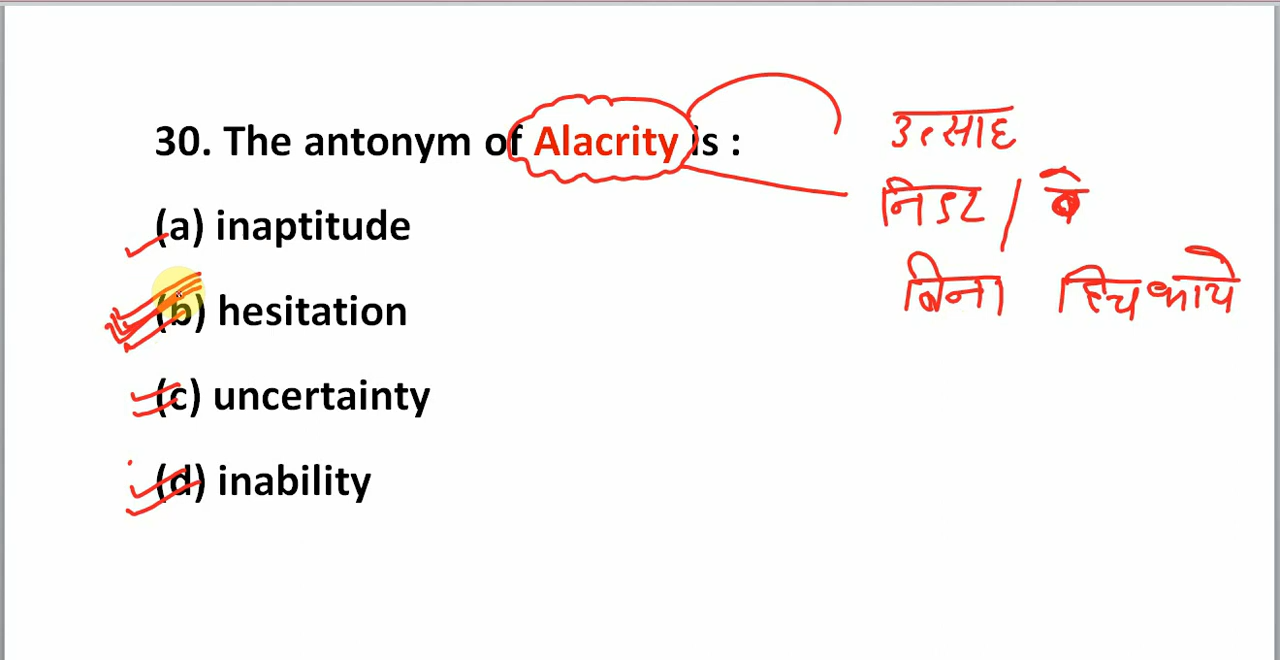 30. The antonym of Alacrity is :
(a) inaptitude
(b) hesitation
(c) uncertainty
(d) inability
उत्साह
निडर /
बिना हिचकाये